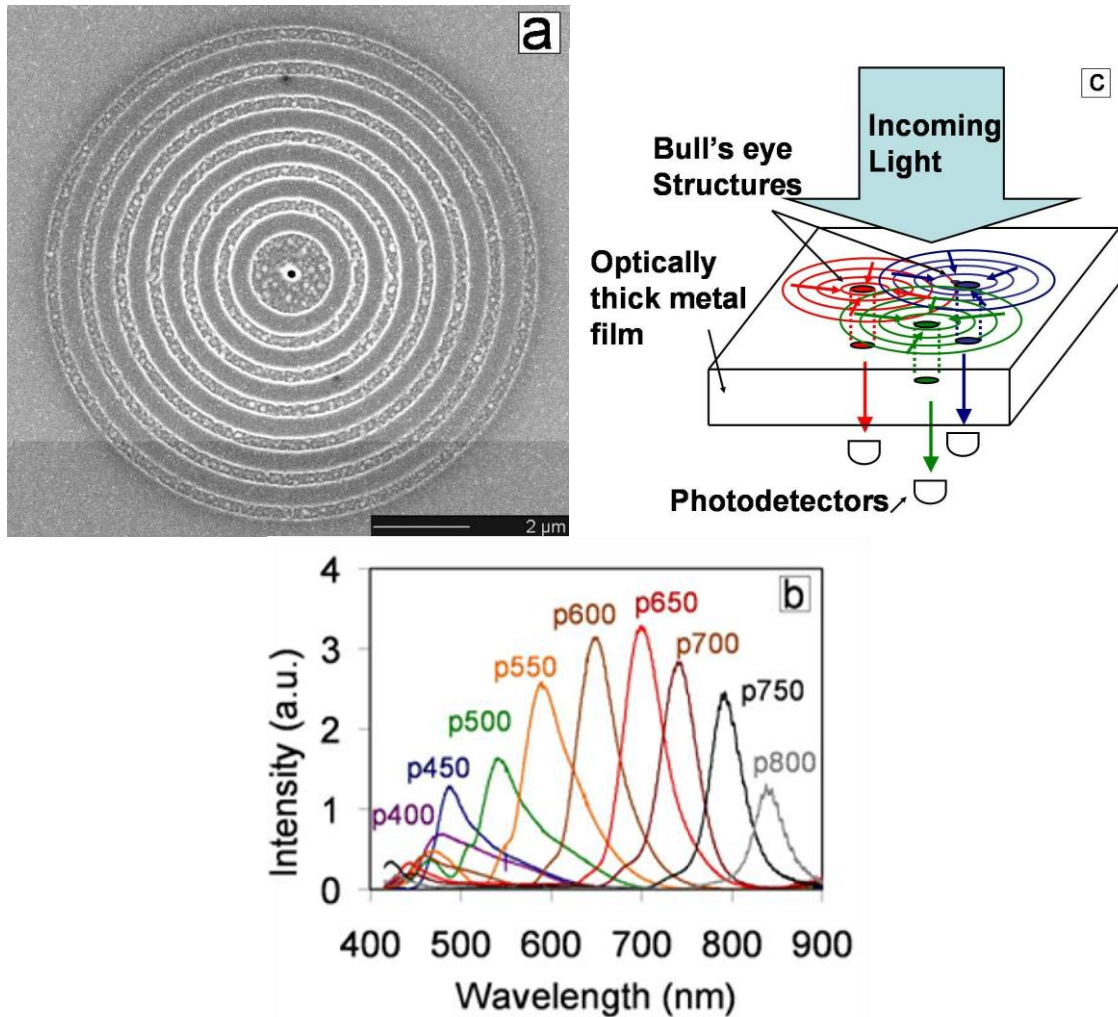 a
2 µm
c
Incoming
Light
Bull's eye
Structures
Optically
thick metal
film
Photodetectors
b
Intensity (a.u.)
4
3
2
1
0
p400
p450
p500
p550
p600
p650
p700
p750
p800
400 500 600 700 800 900
Wavelength (nm)